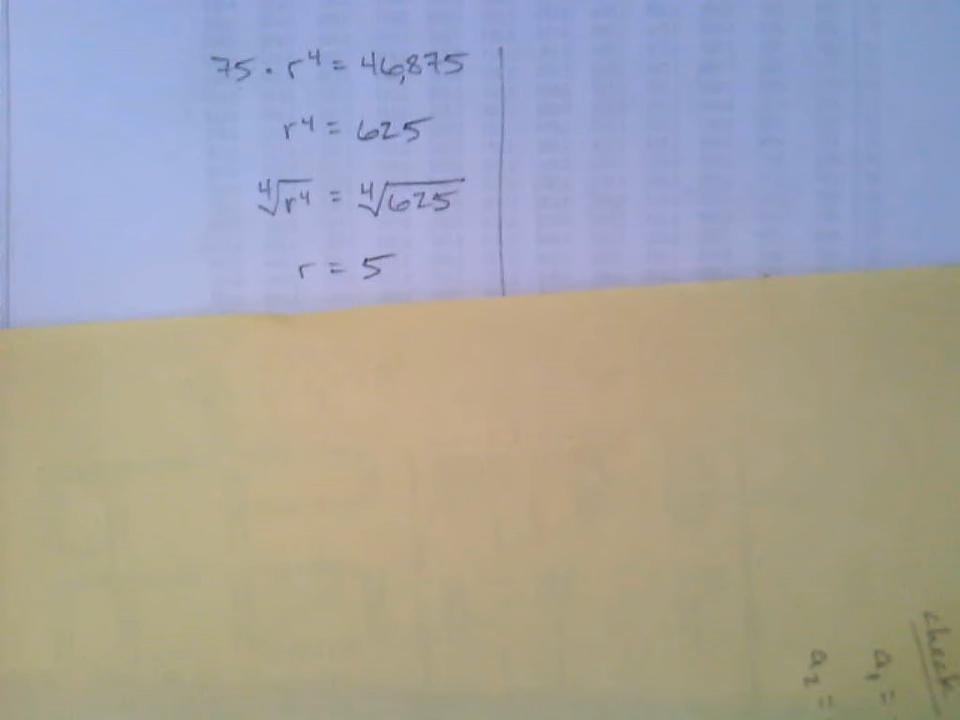 75 · r⁴ = 46,875
r⁴ = 625
⁴√r⁴ = ⁴√625
r = 5
check
a₁ =
a₂ =